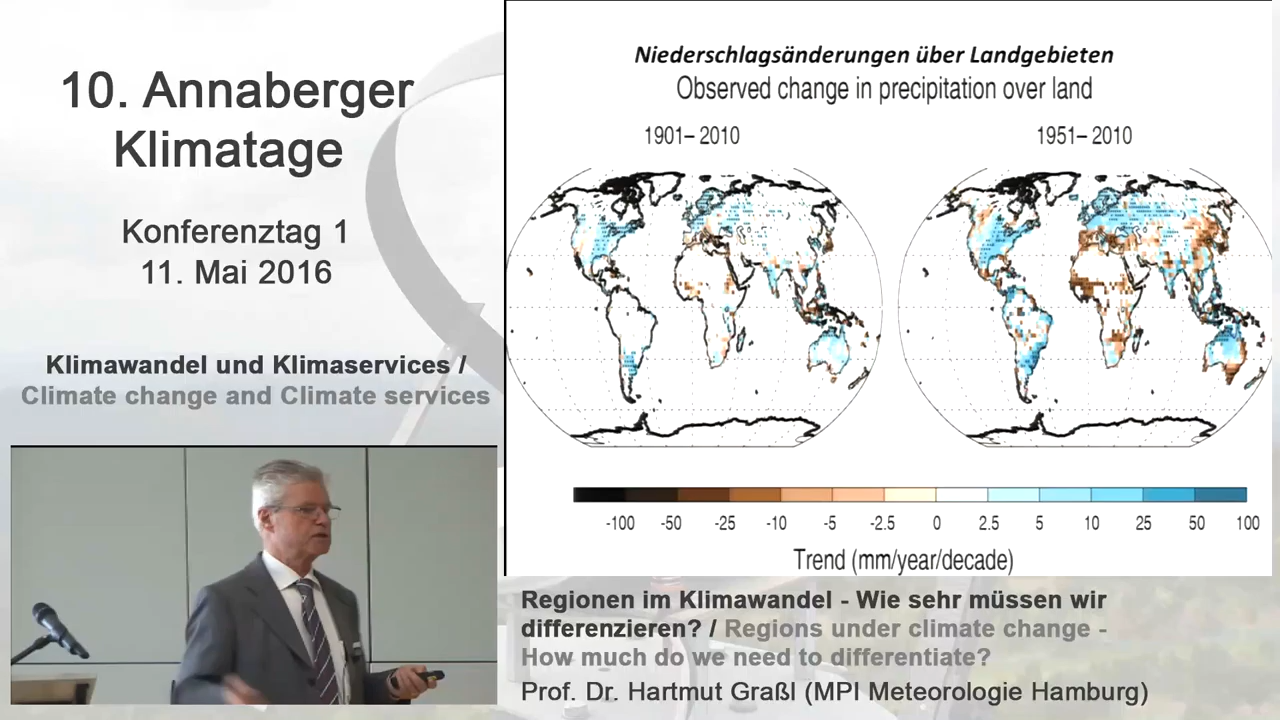 10. Annaberger
Klimatage
Konferenztag 1
11. Mai 2016
Klimawandel und Klimaservices /
Climate change and Climate services
Niederschlagsänderungen über Landgebieten
Observed change in precipitation over land
1901– 2010
1951– 2010
-100 -50 -25 -10 -5 -2.5 0 2.5 5 10 25 50 100
Trend (mm/year/decade)
Regionen im Klimawandel - Wie sehr müssen wir
differenzieren? / Regions under climate change -
How much do we need to differentiate?
Prof. Dr. Hartmut Graßl (MPI Meteorologie Hamburg)